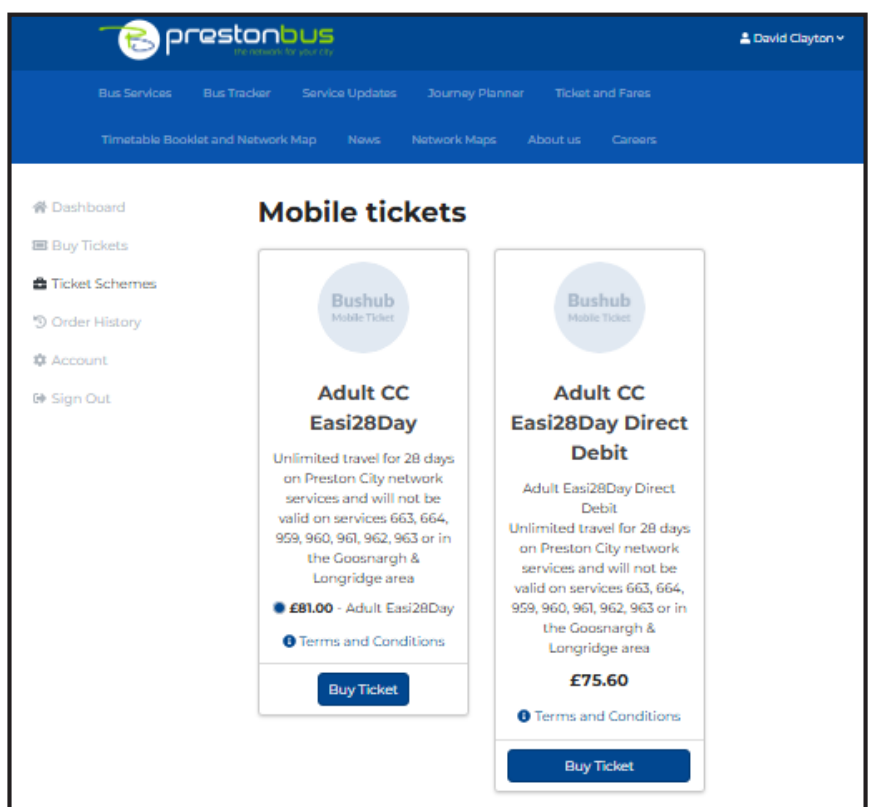 prestonbus
the network for your city
David Clayton
Bus Services Bus Tracker Service Updates Journey Planner Ticket and Fares
Timetable Booklet and Network Map News Network Maps About us Careers
Dashboard
Buy Tickets
Ticket Schemes
Order History
Account
Sign Out
Mobile tickets
Bushub
Mobile Ticket
Adult CC
Easi28Day
Unlimited travel for 28 days
on Preston City network
services and will not be
valid on services 663, 664,
959, 960, 961, 962, 963 or in
the Goosnargh &
Longridge area
£81.00 - Adult Easi28Day
Terms and Conditions
Buy Ticket
Bushub
Mobile Ticket
Adult CC
Easi28Day Direct
Debit
Adult Easi28Day Direct
Debit
Unlimited travel for 28 days
on Preston City network
services and will not be
valid on services 663, 664,
959, 960, 961, 962, 963 or in
the Goosnargh &
Longridge area
£75.60
Terms and Conditions
Buy Ticket